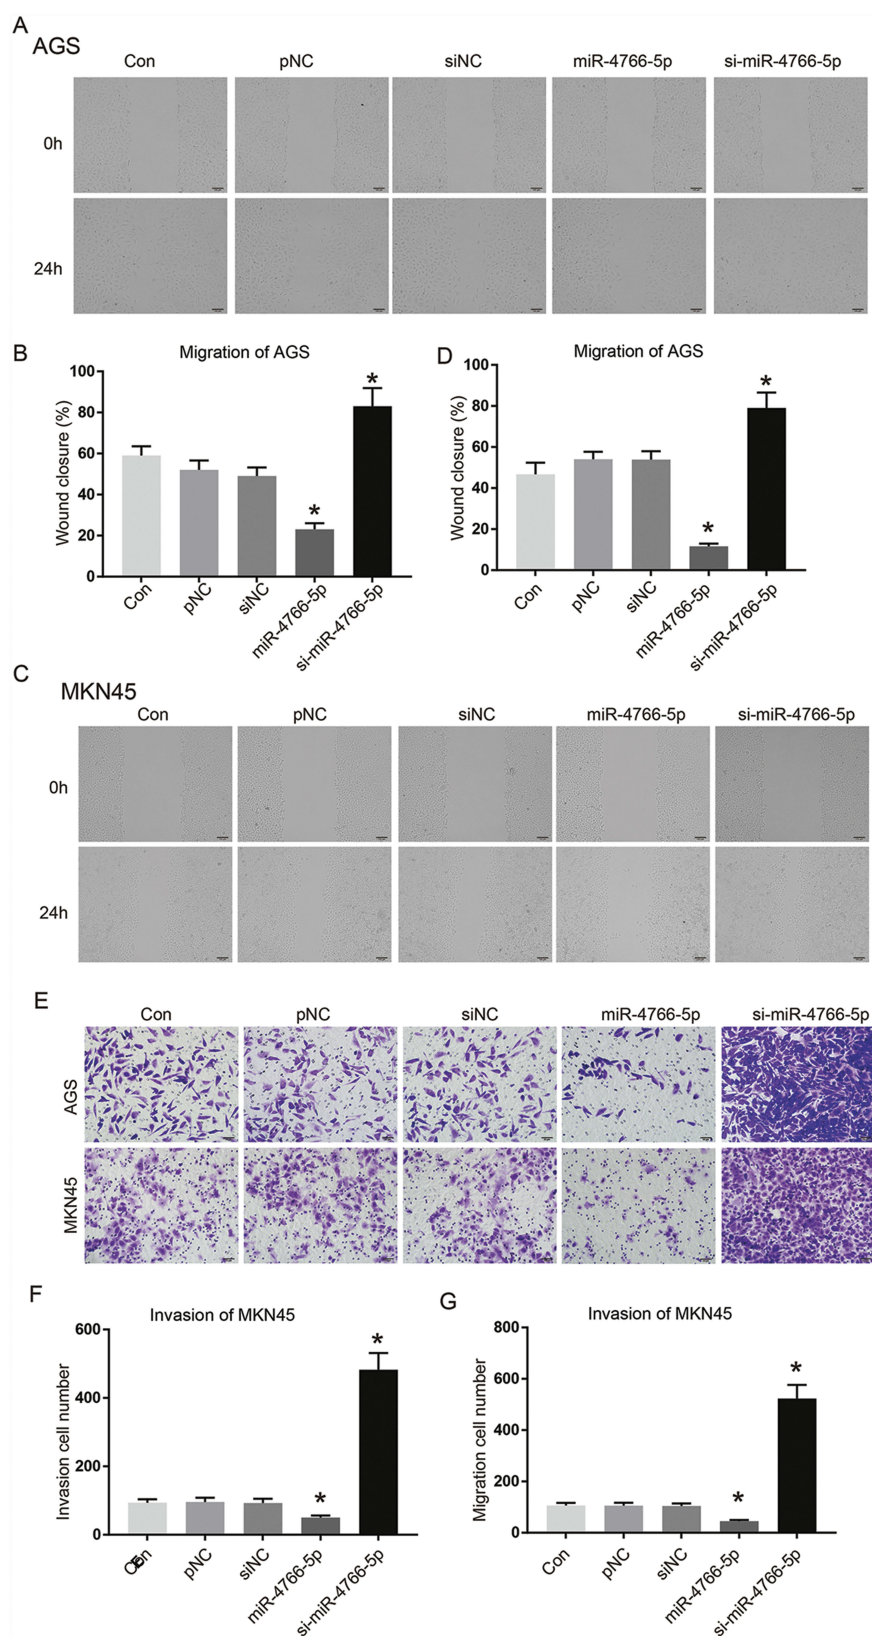 A
AGS
Con pNC siNC miR-4766-5p si-miR-4766-5p
0h
24h
B
Migration of AGS
Wound closure (%)
100
80
60
40
20
0
Con pNC siNC miR-4766-5p si-miR-4766-5p
*
*
D
Migration of AGS
Wound closure (%)
100
80
60
40
20
0
Con pNC siNC miR-4766-5p si-miR-4766-5p
*
*
C
MKN45
Con pNC siNC miR-4766-5p si-miR-4766-5p
0h
24h
E
Con pNC siNC miR-4766-5p si-miR-4766-5p
AGS
MKN45
F
Invasion of MKN45
Invasion cell number
600
400
200
0
pNC siNC miR-4766-5p si-miR-4766-5p
*
*
G
Invasion of MKN45
Migration cell number
800
600
400
200
0
Con pNC siNC miR-4766-5p si-miR-4766-5p
*
*